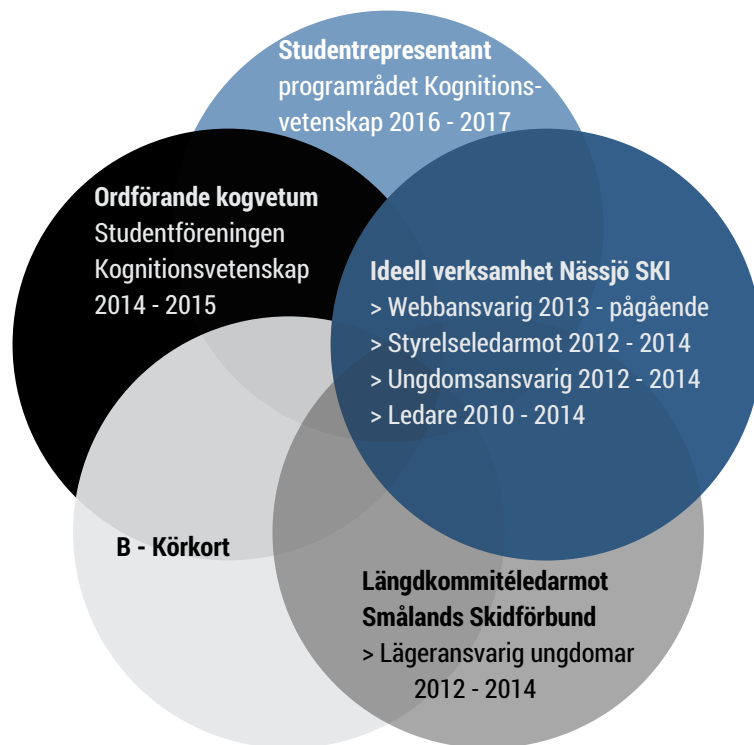 Studentrepresentant
programrådet Kognitions-
vetenskap 2016 - 2017
Ordförande kogvetum
Studentföreningen
Kognitionsvetenskap
2014 - 2015
Ideell verksamhet Nässjö SKI
> Webbansvarig 2013 - pågående
> Styrelseledarmot 2012 - 2014
> Ungdomsansvarig 2012 - 2014
> Ledare 2010 - 2014
B - Körkort
Längdkommitéledarmot
Smålands Skidförbund
> Lägeransvarig ungdomar
2012 - 2014